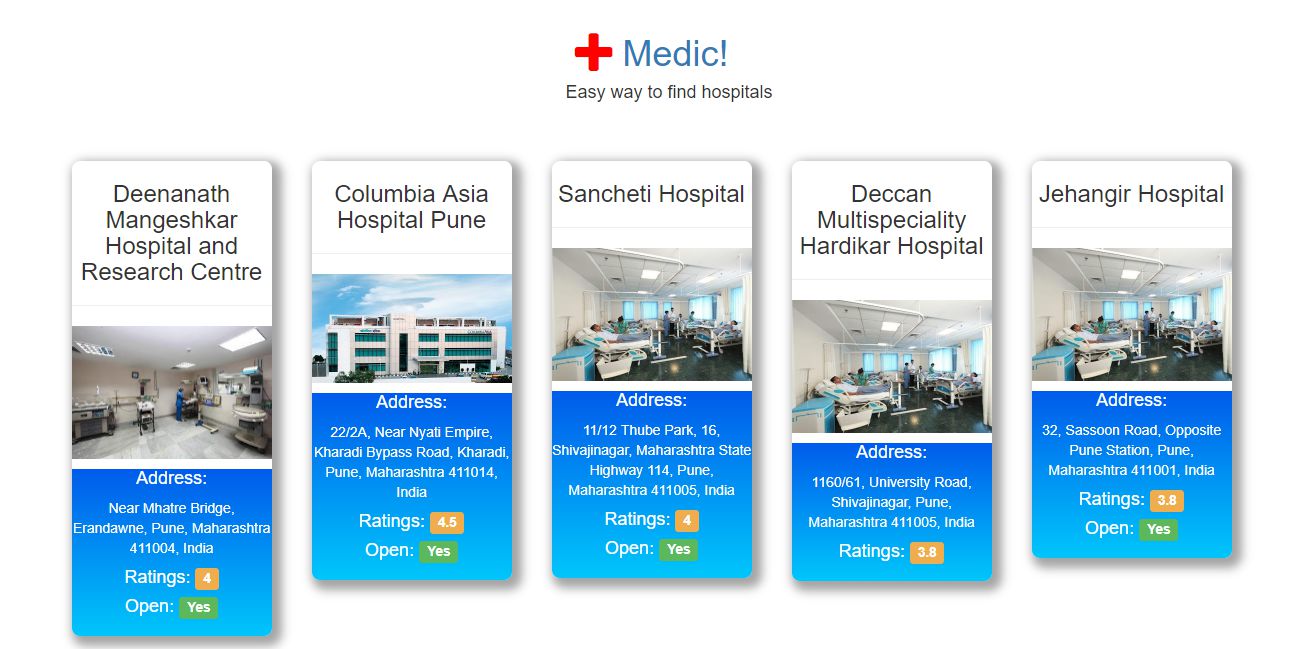 Medic!
Easy way to find hospitals
Deenanath
Mangeshkar
Hospital and
Research Centre
Address:
Near Mhatre Bridge,
Erandawne, Pune, Maharashtra
411004, India
Ratings: 4
Open: Yes
Columbia Asia
Hospital Pune
Address:
22/2A, Near Nyati Empire,
Kharadi Bypass Road, Kharadi,
Pune, Maharashtra 411014,
India
Ratings: 4.5
Open: Yes
Sancheti Hospital
Address:
11/12 Thube Park, 16,
Shivajinagar, Maharashtra State
Highway 114, Pune,
Maharashtra 411005, India
Ratings: 4
Open: Yes
Deccan
Multispeciality
Hardikar Hospital
Address:
1160/61, University Road,
Shivajinagar, Pune,
Maharashtra 411005, India
Ratings: 3.8
Jehangir Hospital
Address:
32, Sassoon Road, Opposite
Pune Station, Pune,
Maharashtra 411001, India
Ratings: 3.8
Open: Yes